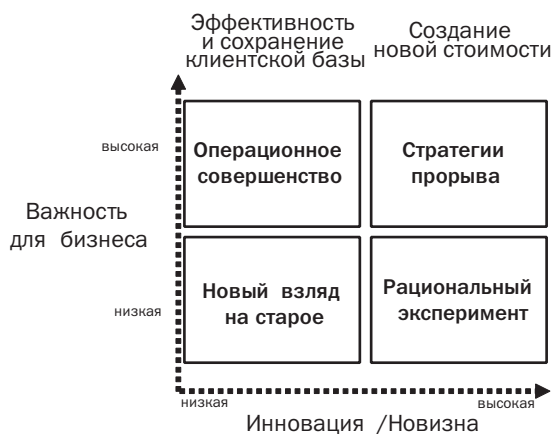 Эффективность
и сохранение
клиентской базы
Создание
новой стоимости
высокая
Операционное
совершенство
Стратегии
прорыва
Важность
для бизнеса
Новый взгляд
на старое
Рациональный
эксперимент
низкая
низкая
высокая
Инновация /Новизна